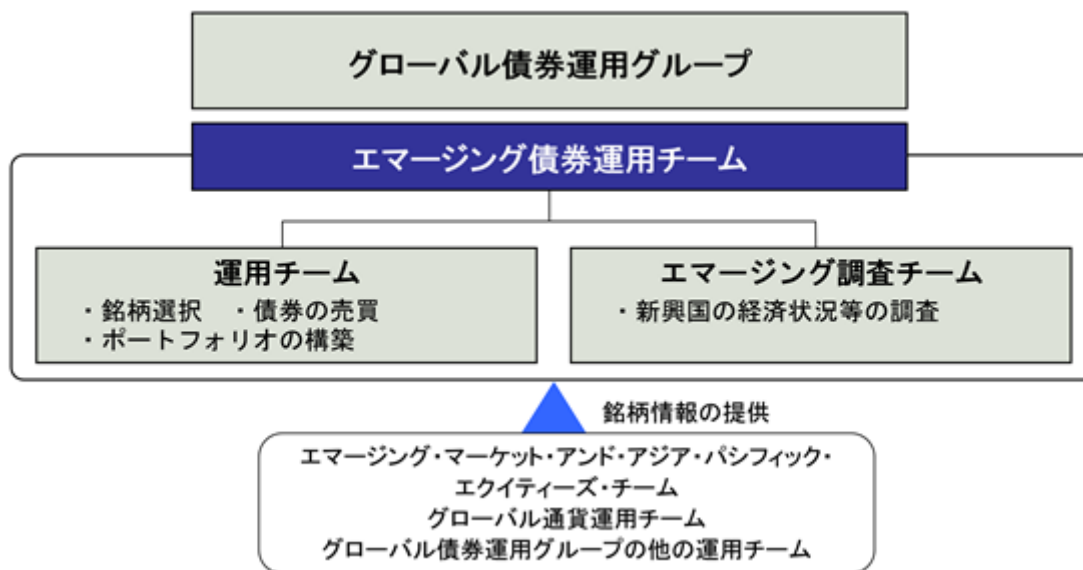 グローバル債券運用グループ
エマージング債券運用チーム
運用チーム
・銘柄選択　・債券の売買
・ポートフォリオの構築
エマージング調査チーム
・新興国の経済状況等の調査
銘柄情報の提供
エマージング・マーケット・アンド・アジア・パシフィック・
エクイティーズ・チーム
グローバル通貨運用チーム
グローバル債券運用グループの他の運用チーム